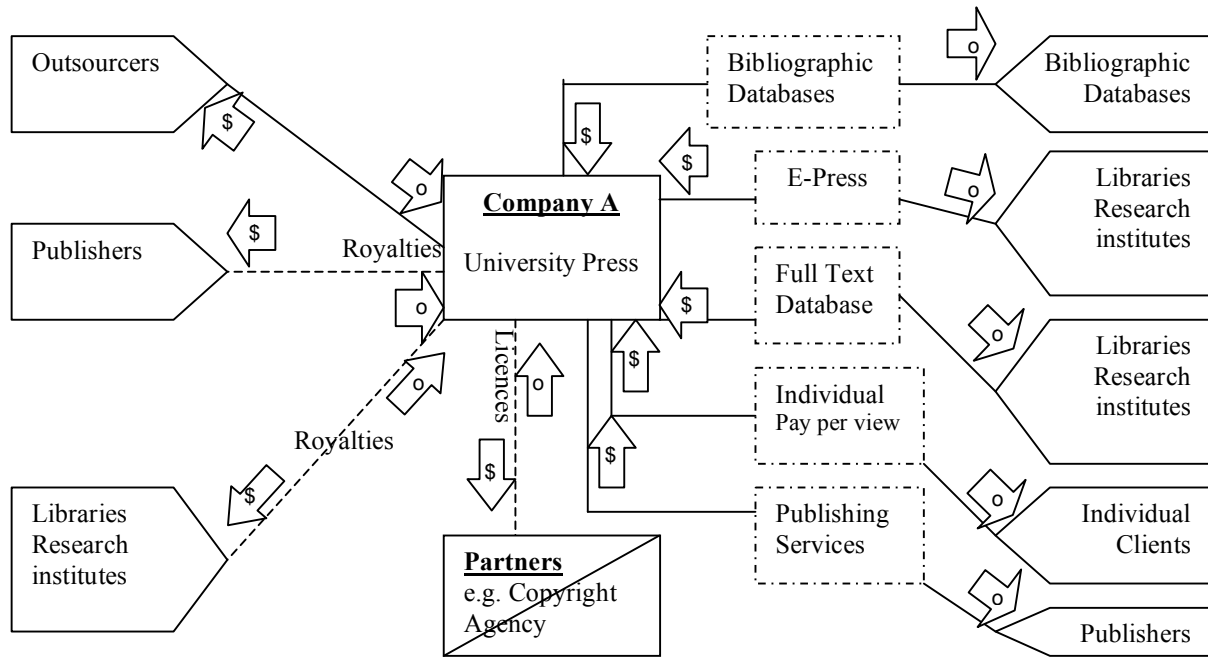 Outsourcers
$
o
Publishers
$
Royalties
o
o
Royalties
$
Libraries
Research
institutes
$
$
Company A
University Press
$
Licences
o
$
$
$
Partners
e.g. Copyright
Agency
Bibliographic
Databases
E-Press
Full Text
Database
Individual
Pay per view
Publishing
Services
o
Bibliographic
Databases
o
Libraries
Research
institutes
o
Libraries
Research
institutes
o
Individual
Clients
o
Publishers